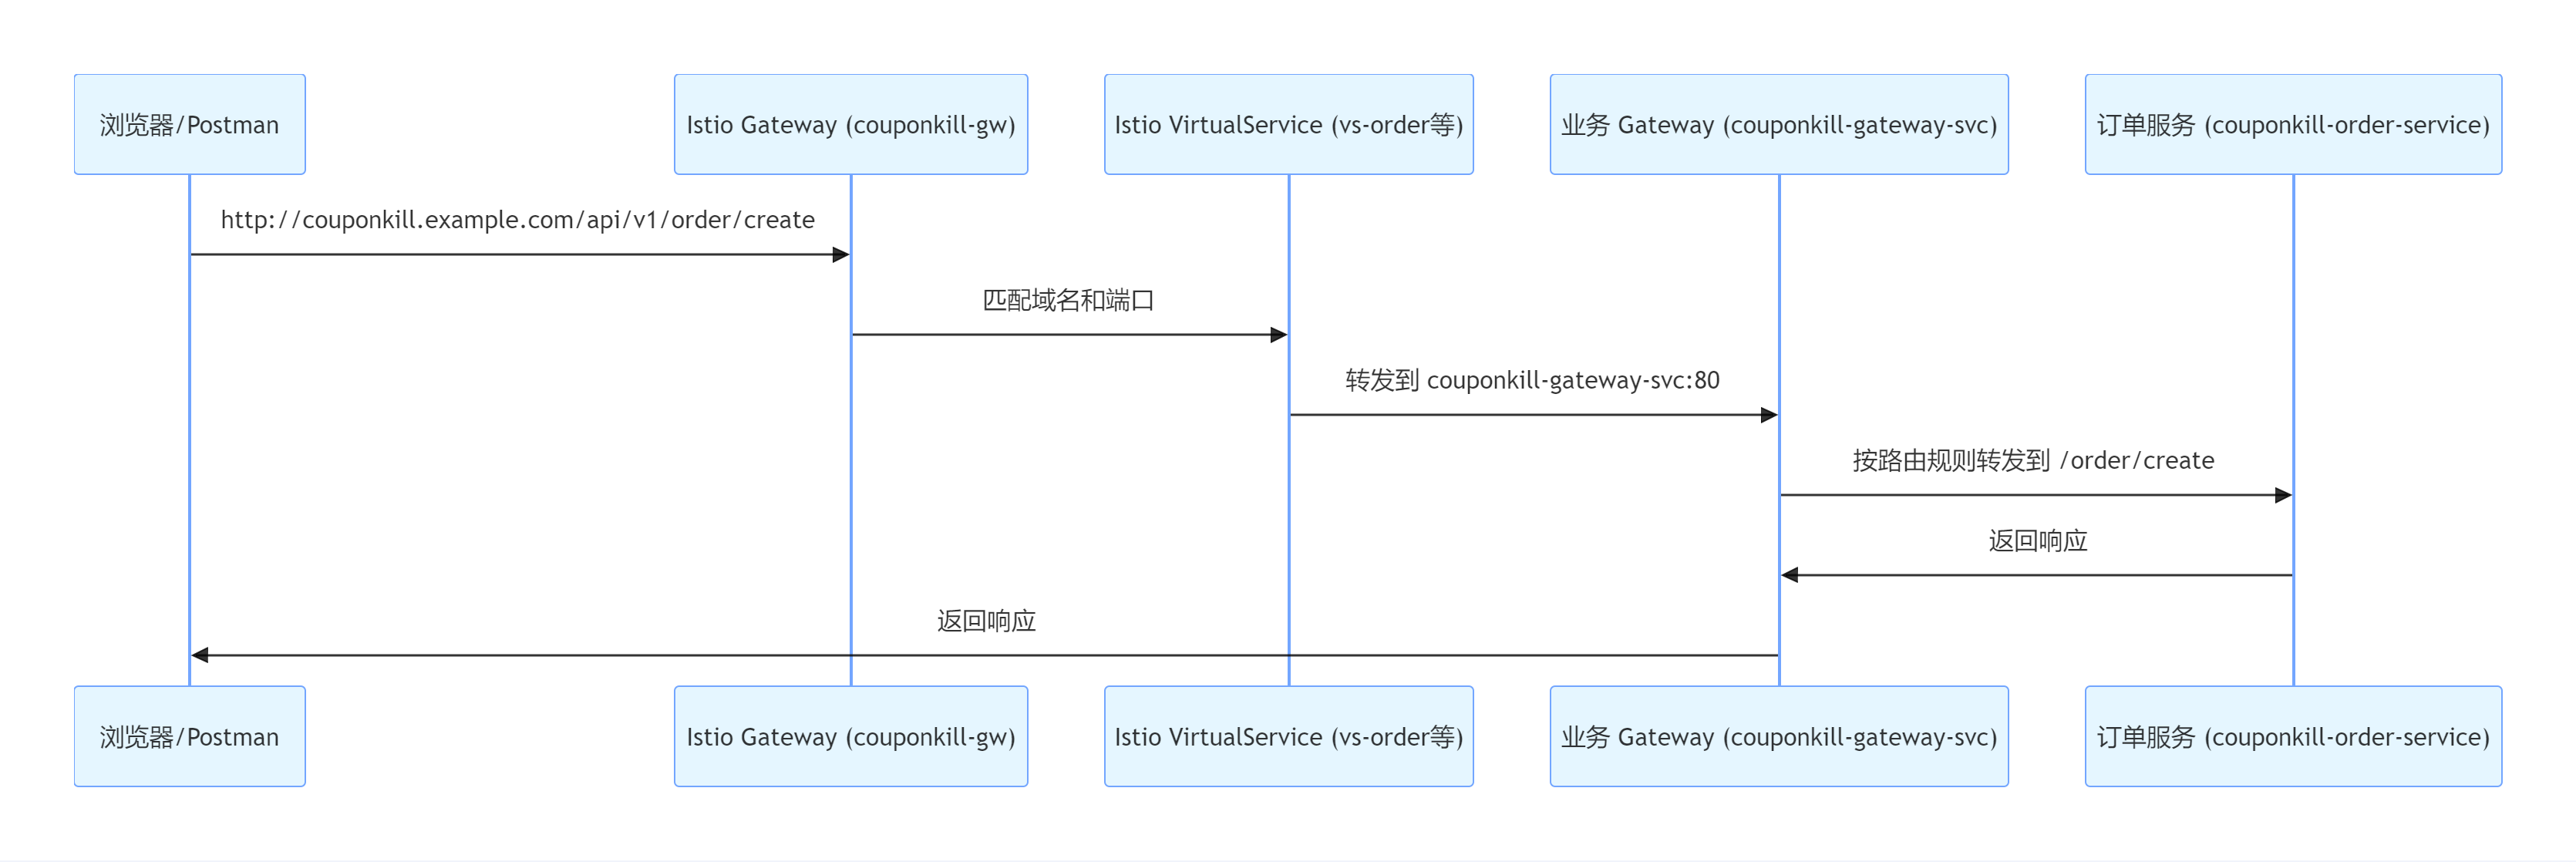 浏览器/Postman
Istio Gateway (couponkill-gw)
Istio VirtualService (vs-order等)
业务 Gateway (couponkill-gateway-svc)
订单服务 (couponkill-order-service)
http://couponkill.example.com/api/v1/order/create
匹配域名和端口
转发到 couponkill-gateway-svc:80
按路由规则转发到 /order/create
返回响应
返回响应
浏览器/Postman
Istio Gateway (couponkill-gw)
Istio VirtualService (vs-order等)
业务 Gateway (couponkill-gateway-svc)
订单服务 (couponkill-order-service)